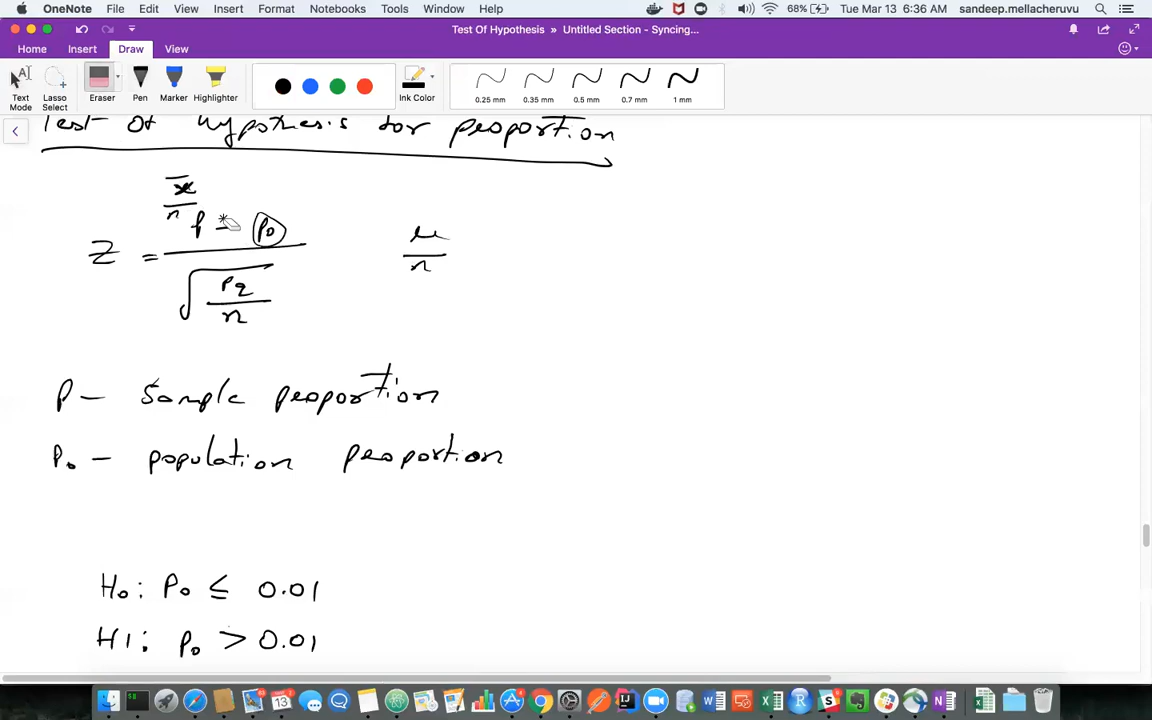 OneNote File Edit View Insert Format Notebooks Tools Window Help 68% Tue Mar 13 6:36 AM sandeep.mellacheruvu
Test Of Hypothesis » Untitled Section - Syncing...
Home Insert Draw View
Text Mode Lasso Select Eraser Pen Marker Highlighter Ink Color 0.25 mm 0.35 mm 0.5 mm 0.7 mm 1 mm
Test of hypothesis for proportion
x̄/n
Z = (p - p₀) / √(pq/n)
μ/n
P - Sample proportion
P₀ - population proportion
H₀: P₀ ≤ 0.01
H1: P₀ > 0.01